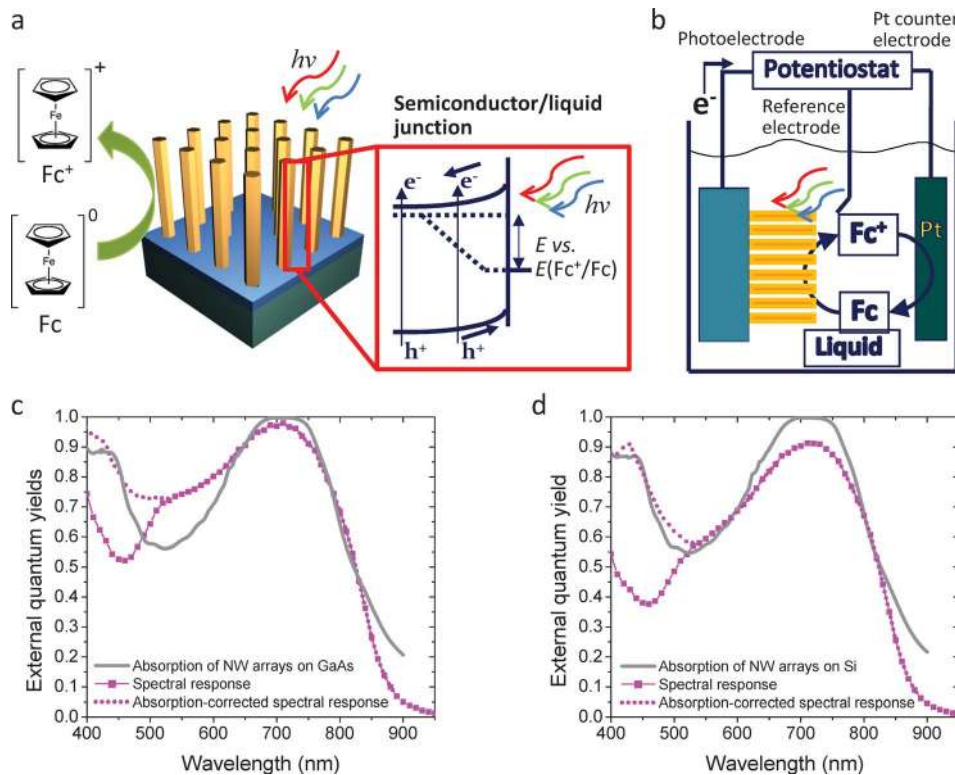 a
Fe
+
Fc⁺
Fe
0
Fc
hν
Semiconductor/liquid
junction
e⁻
e⁻
hν
E vs.
E(Fc⁺/Fc)
h⁺
h⁺
b
Photoelectrode
Pt counter
electrode
Potentiostat
e⁻
Reference
electrode
hν
Fc⁺
Pt
Fc
Liquid
c
External quantum yields
1.0
0.9
0.8
0.7
0.6
0.5
0.4
0.3
0.2
0.1
0.0
Absorption of NW arrays on GaAs
Spectral response
Absorption-corrected spectral response
400 500 600 700 800 900
Wavelength (nm)
d
External quantum yield
1.0
0.9
0.8
0.7
0.6
0.5
0.4
0.3
0.2
0.1
0.0
Absorption of NW arrays on Si
Spectral response
Absorption-corrected spectral response
400 500 600 700 800 900
Wavelength (nm)